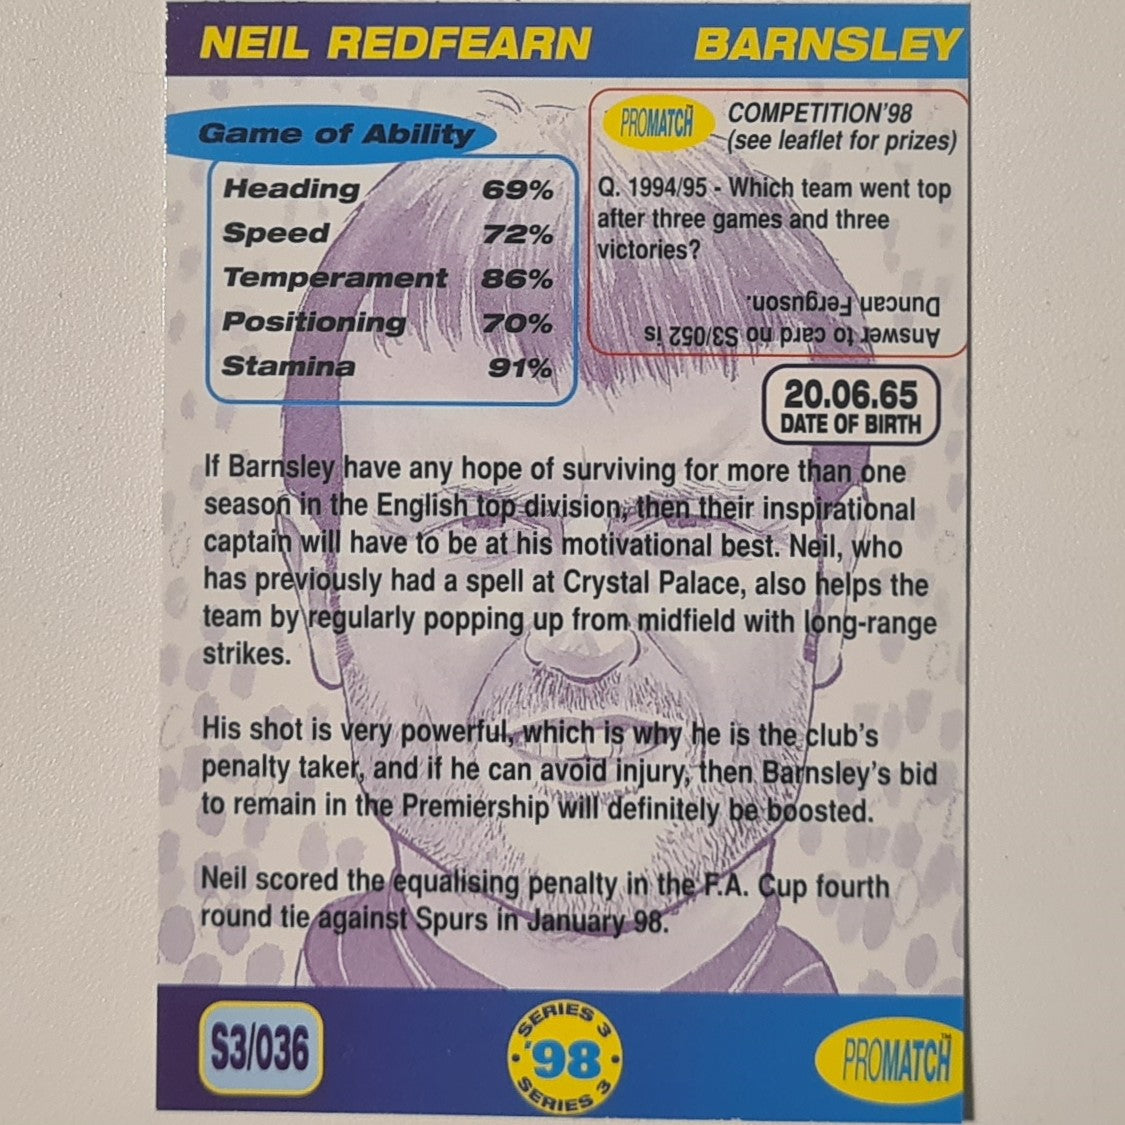 NEIL REDFEARN BARNSLEY
Game of Ability
Heading 69%
Speed 72%
Temperament 86%
Positioning 70%
Stamina 91%
PROMATCH™
COMPETITION'98
(see leaflet for prizes)
Q. 1994/95 - Which team went top
after three games and three
victories?
Answer to card no S3/052 is
Duncan Ferguson.
20.06.65
DATE OF BIRTH
If Barnsley have any hope of surviving for more than one
season in the English top division, then their inspirational
captain will have to be at his motivational best. Neil, who
has previously had a spell at Crystal Palace, also helps the
team by regularly popping up from midfield with long-range
strikes.
His shot is very powerful, which is why he is the club's
penalty taker, and if he can avoid injury, then Barnsley's bid
to remain in the Premiership will definitely be boosted.
Neil scored the equalising penalty in the F.A. Cup fourth
round tie against Spurs in January 98.
S3/036
SERIES 3
'98
SERIES 3
PROMATCH™